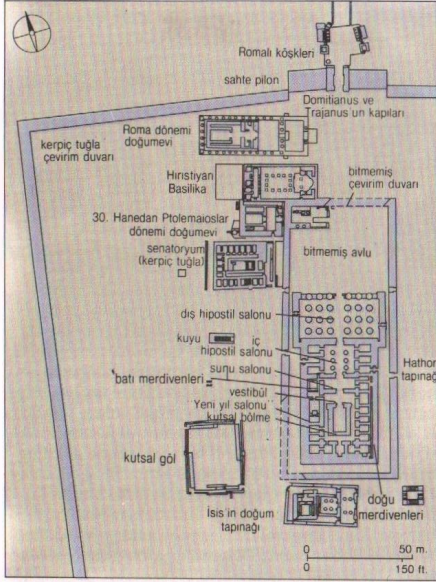 Romalı köşkleri
sahte pilon
Domitianus ve
Trajanus'un kapıları
kerpiç tuğla
çevirim duvarı
Roma dönemi
doğumevi
Hıristiyan
Basilika
bitmemiş
çevirim duvarı
30. Hanedan Ptolemaioslar
dönemi doğumevi
senatoryum
(kerpiç tuğla)
bitmemiş avlu
dış hipostil salonu
kuyu
iç
hipostil salonu
Hathor
tapınağı
sunu salonu
batı merdivenleri
vestibül
Yeni yıl salonu
kutsal bölme
kutsal göl
İsis'in doğum
tapınağı
doğu
merdivenleri
0 50 m.
0 150 ft.